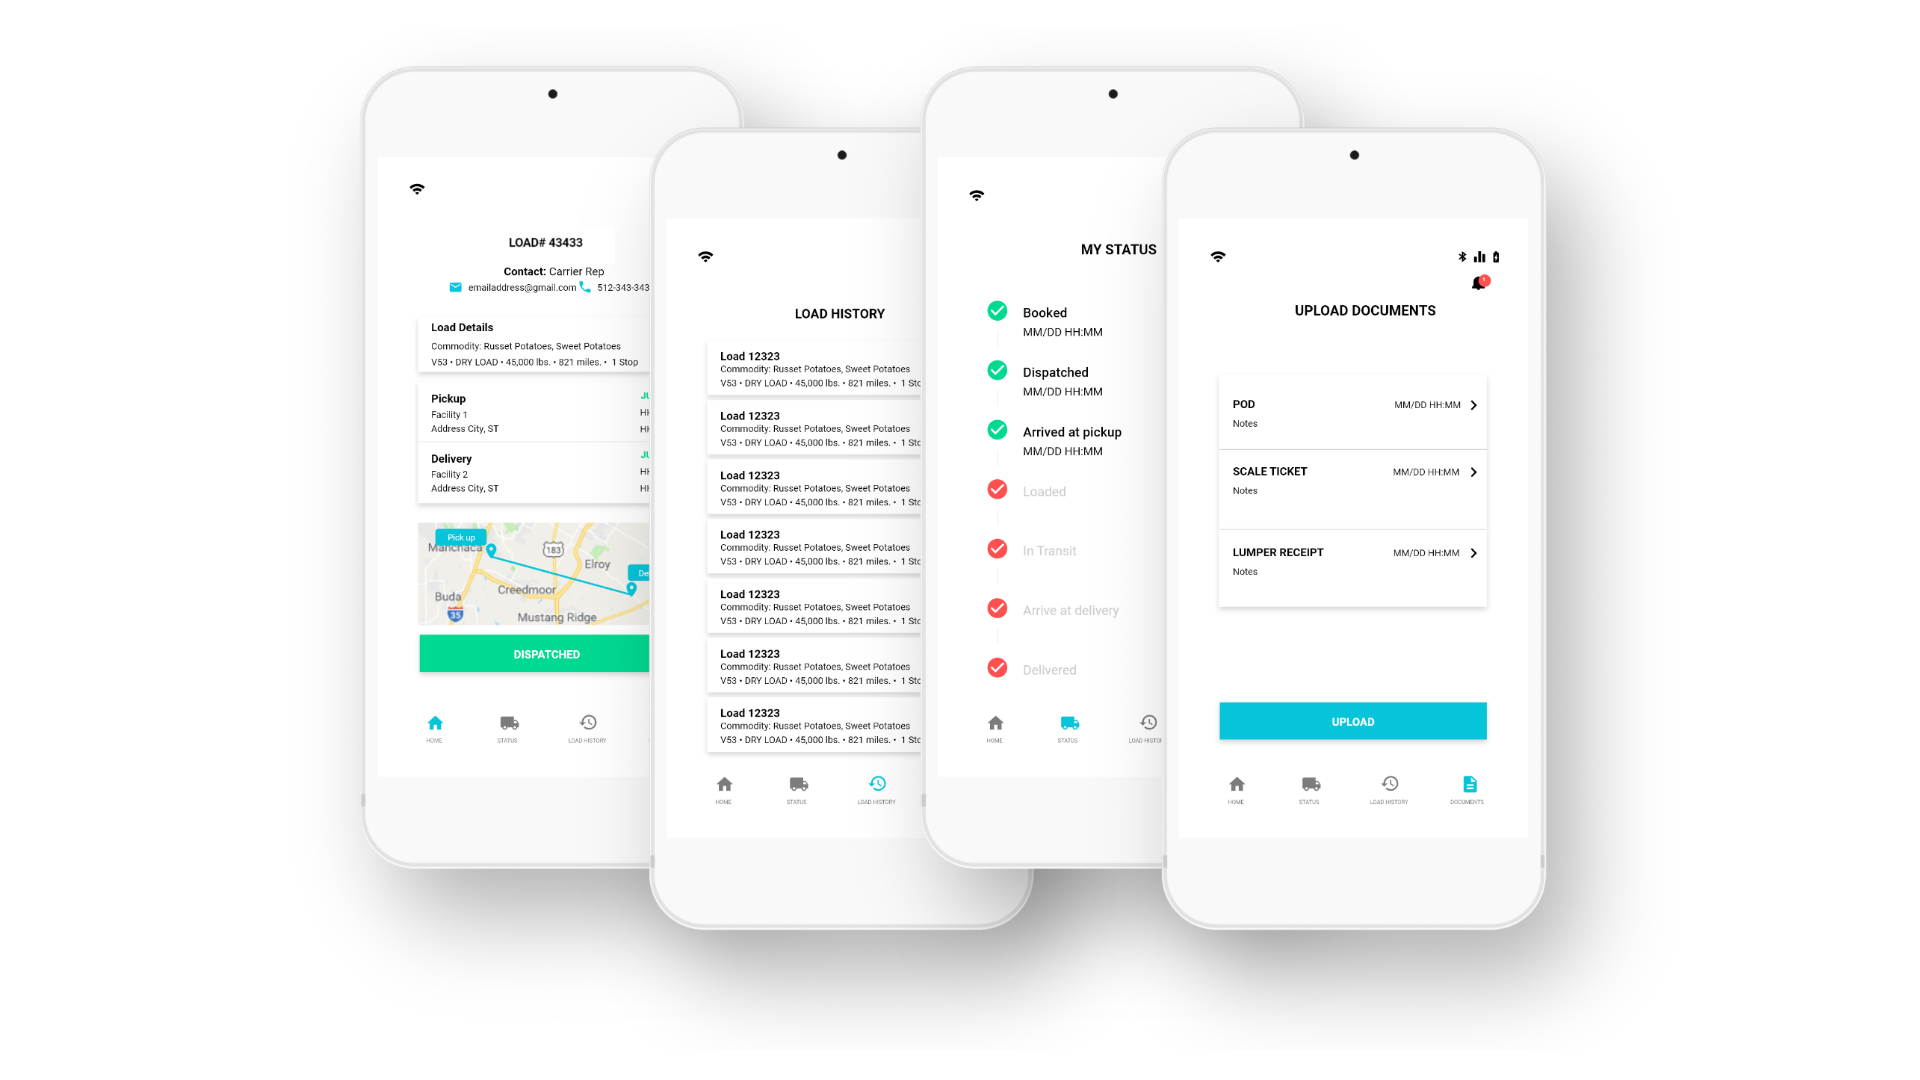 LOAD# 43433
Contact: Carrier Rep
emailaddress@gmail.com 512-343-343
Load Details
Commodity: Russet Potatoes, Sweet Potatoes
V53 • DRY LOAD • 45,000 lbs. • 821 miles. • 1 Stop
Pickup
Facility 1
Address City, ST
Delivery
Facility 2
Address City, ST
Pick up
Manchaca
183
Elroy
De
Creedmoor
Buda
35
Mustang Ridge
DISPATCHED
HOME STATUS LOAD HISTORY
LOAD HISTORY
Load 12323
Commodity: Russet Potatoes, Sweet Potatoes
V53 • DRY LOAD • 45,000 lbs. • 821 miles. • 1 Sto
Load 12323
Commodity: Russet Potatoes, Sweet Potatoes
V53 • DRY LOAD • 45,000 lbs. • 821 miles. • 1 Sto
Load 12323
Commodity: Russet Potatoes, Sweet Potatoes
V53 • DRY LOAD • 45,000 lbs. • 821 miles. • 1 Sto
Load 12323
Commodity: Russet Potatoes, Sweet Potatoes
V53 • DRY LOAD • 45,000 lbs. • 821 miles. • 1 Sto
Load 12323
Commodity: Russet Potatoes, Sweet Potatoes
V53 • DRY LOAD • 45,000 lbs. • 821 miles. • 1 Sto
Load 12323
Commodity: Russet Potatoes, Sweet Potatoes
V53 • DRY LOAD • 45,000 lbs. • 821 miles. • 1 Sto
Load 12323
Commodity: Russet Potatoes, Sweet Potatoes
V53 • DRY LOAD • 45,000 lbs. • 821 miles. • 1 Sto
HOME STATUS LOAD HISTORY
MY STATUS
Booked
MM/DD HH:MM
Dispatched
MM/DD HH:MM
Arrived at pickup
MM/DD HH:MM
Loaded
In Transit
Arrive at delivery
Delivered
HOME STATUS LOAD HISTOR
UPLOAD DOCUMENTS
POD MM/DD HH:MM
Notes
SCALE TICKET MM/DD HH:MM
Notes
LUMPER RECEIPT MM/DD HH:MM
Notes
UPLOAD
HOME STATUS LOAD HISTORY DOCUMENTS